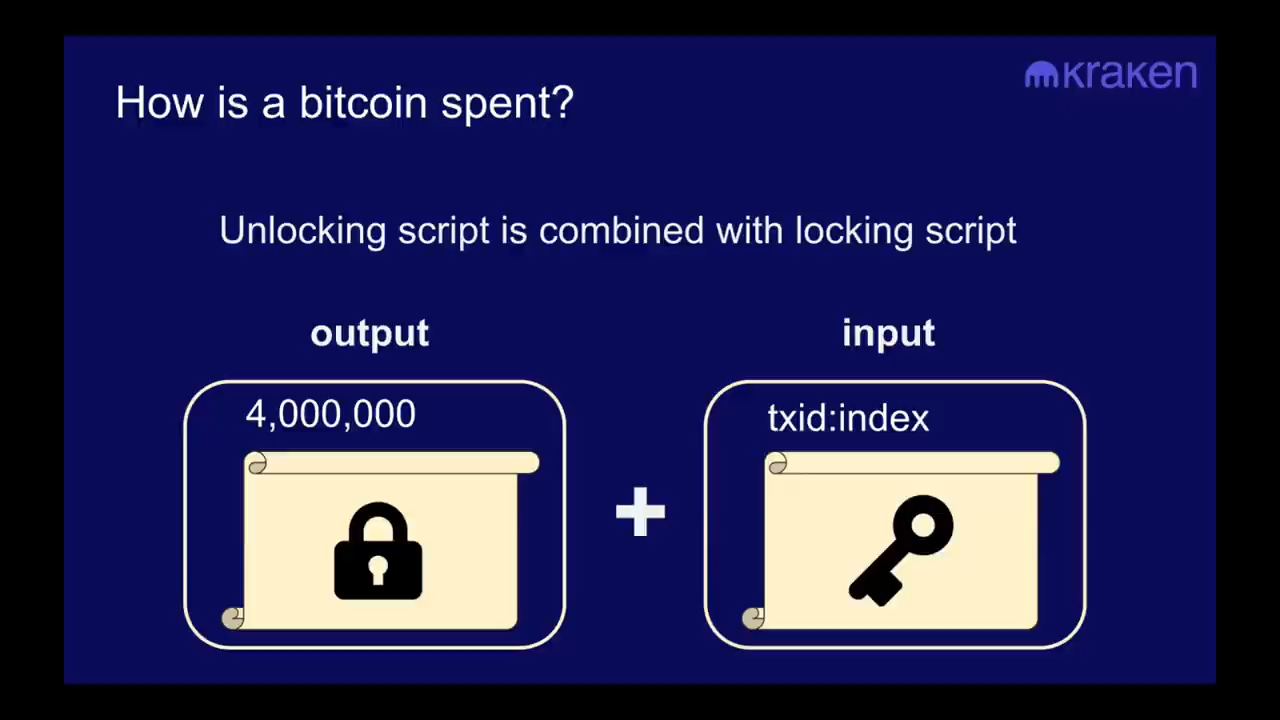 kraken
How is a bitcoin spent?
Unlocking script is combined with locking script
output
input
4,000,000
txid:index